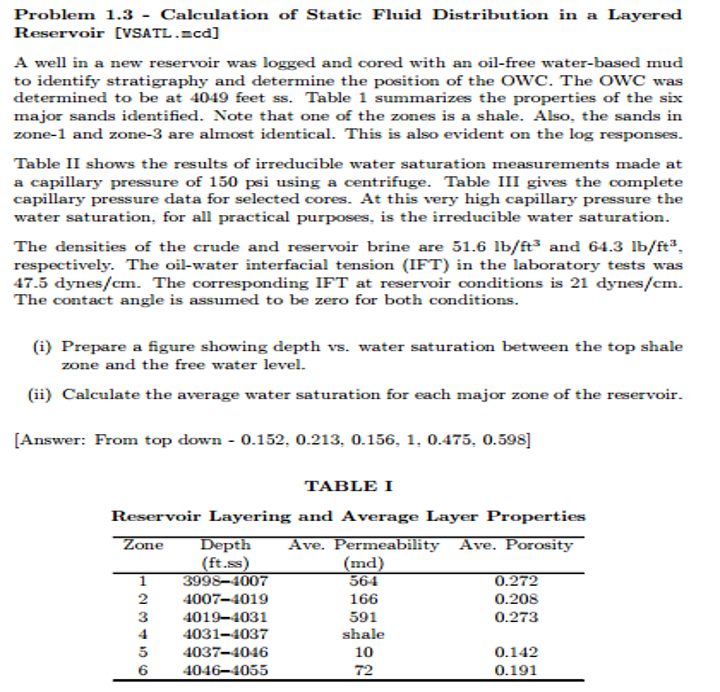 Problem 1.3 - Calculation of Static Fluid Distribution in a Layered
Reservoir [VSATL.mcd]
A well in a new reservoir was logged and cored with an oil-free water-based mud
to identify stratigraphy and determine the position of the OWC. The OWC was
determined to be at 4049 feet ss. Table 1 summarizes the properties of the six
major sands identified. Note that one of the zones is a shale. Also, the sands in
zone-1 and zone-3 are almost identical. This is also evident on the log responses.
Table II shows the results of irreducible water saturation measurements made at
a capillary pressure of 150 psi using a centrifuge. Table III gives the complete
capillary pressure data for selected cores. At this very high capillary pressure the
water saturation, for all practical purposes, is the irreducible water saturation.
The densities of the crude and reservoir brine are 51.6 lb/ft³ and 64.3 lb/ft³,
respectively. The oil-water interfacial tension (IFT) in the laboratory tests was
47.5 dynes/cm. The corresponding IFT at reservoir conditions is 21 dynes/cm.
The contact angle is assumed to be zero for both conditions.
(i) Prepare a figure showing depth vs. water saturation between the top shale
zone and the free water level.
(ii) Calculate the average water saturation for each major zone of the reservoir.
[Answer: From top down - 0.152, 0.213, 0.156, 1, 0.475, 0.598]
TABLE I
Reservoir Layering and Average Layer Properties
Zone Depth Ave. Permeability Ave. Porosity
(ft.ss) (md)
1 3998–4007 564 0.272
2 4007–4019 166 0.208
3 4019–4031 591 0.273
4 4031–4037 shale
5 4037–4046 10 0.142
6 4046–4055 72 0.191